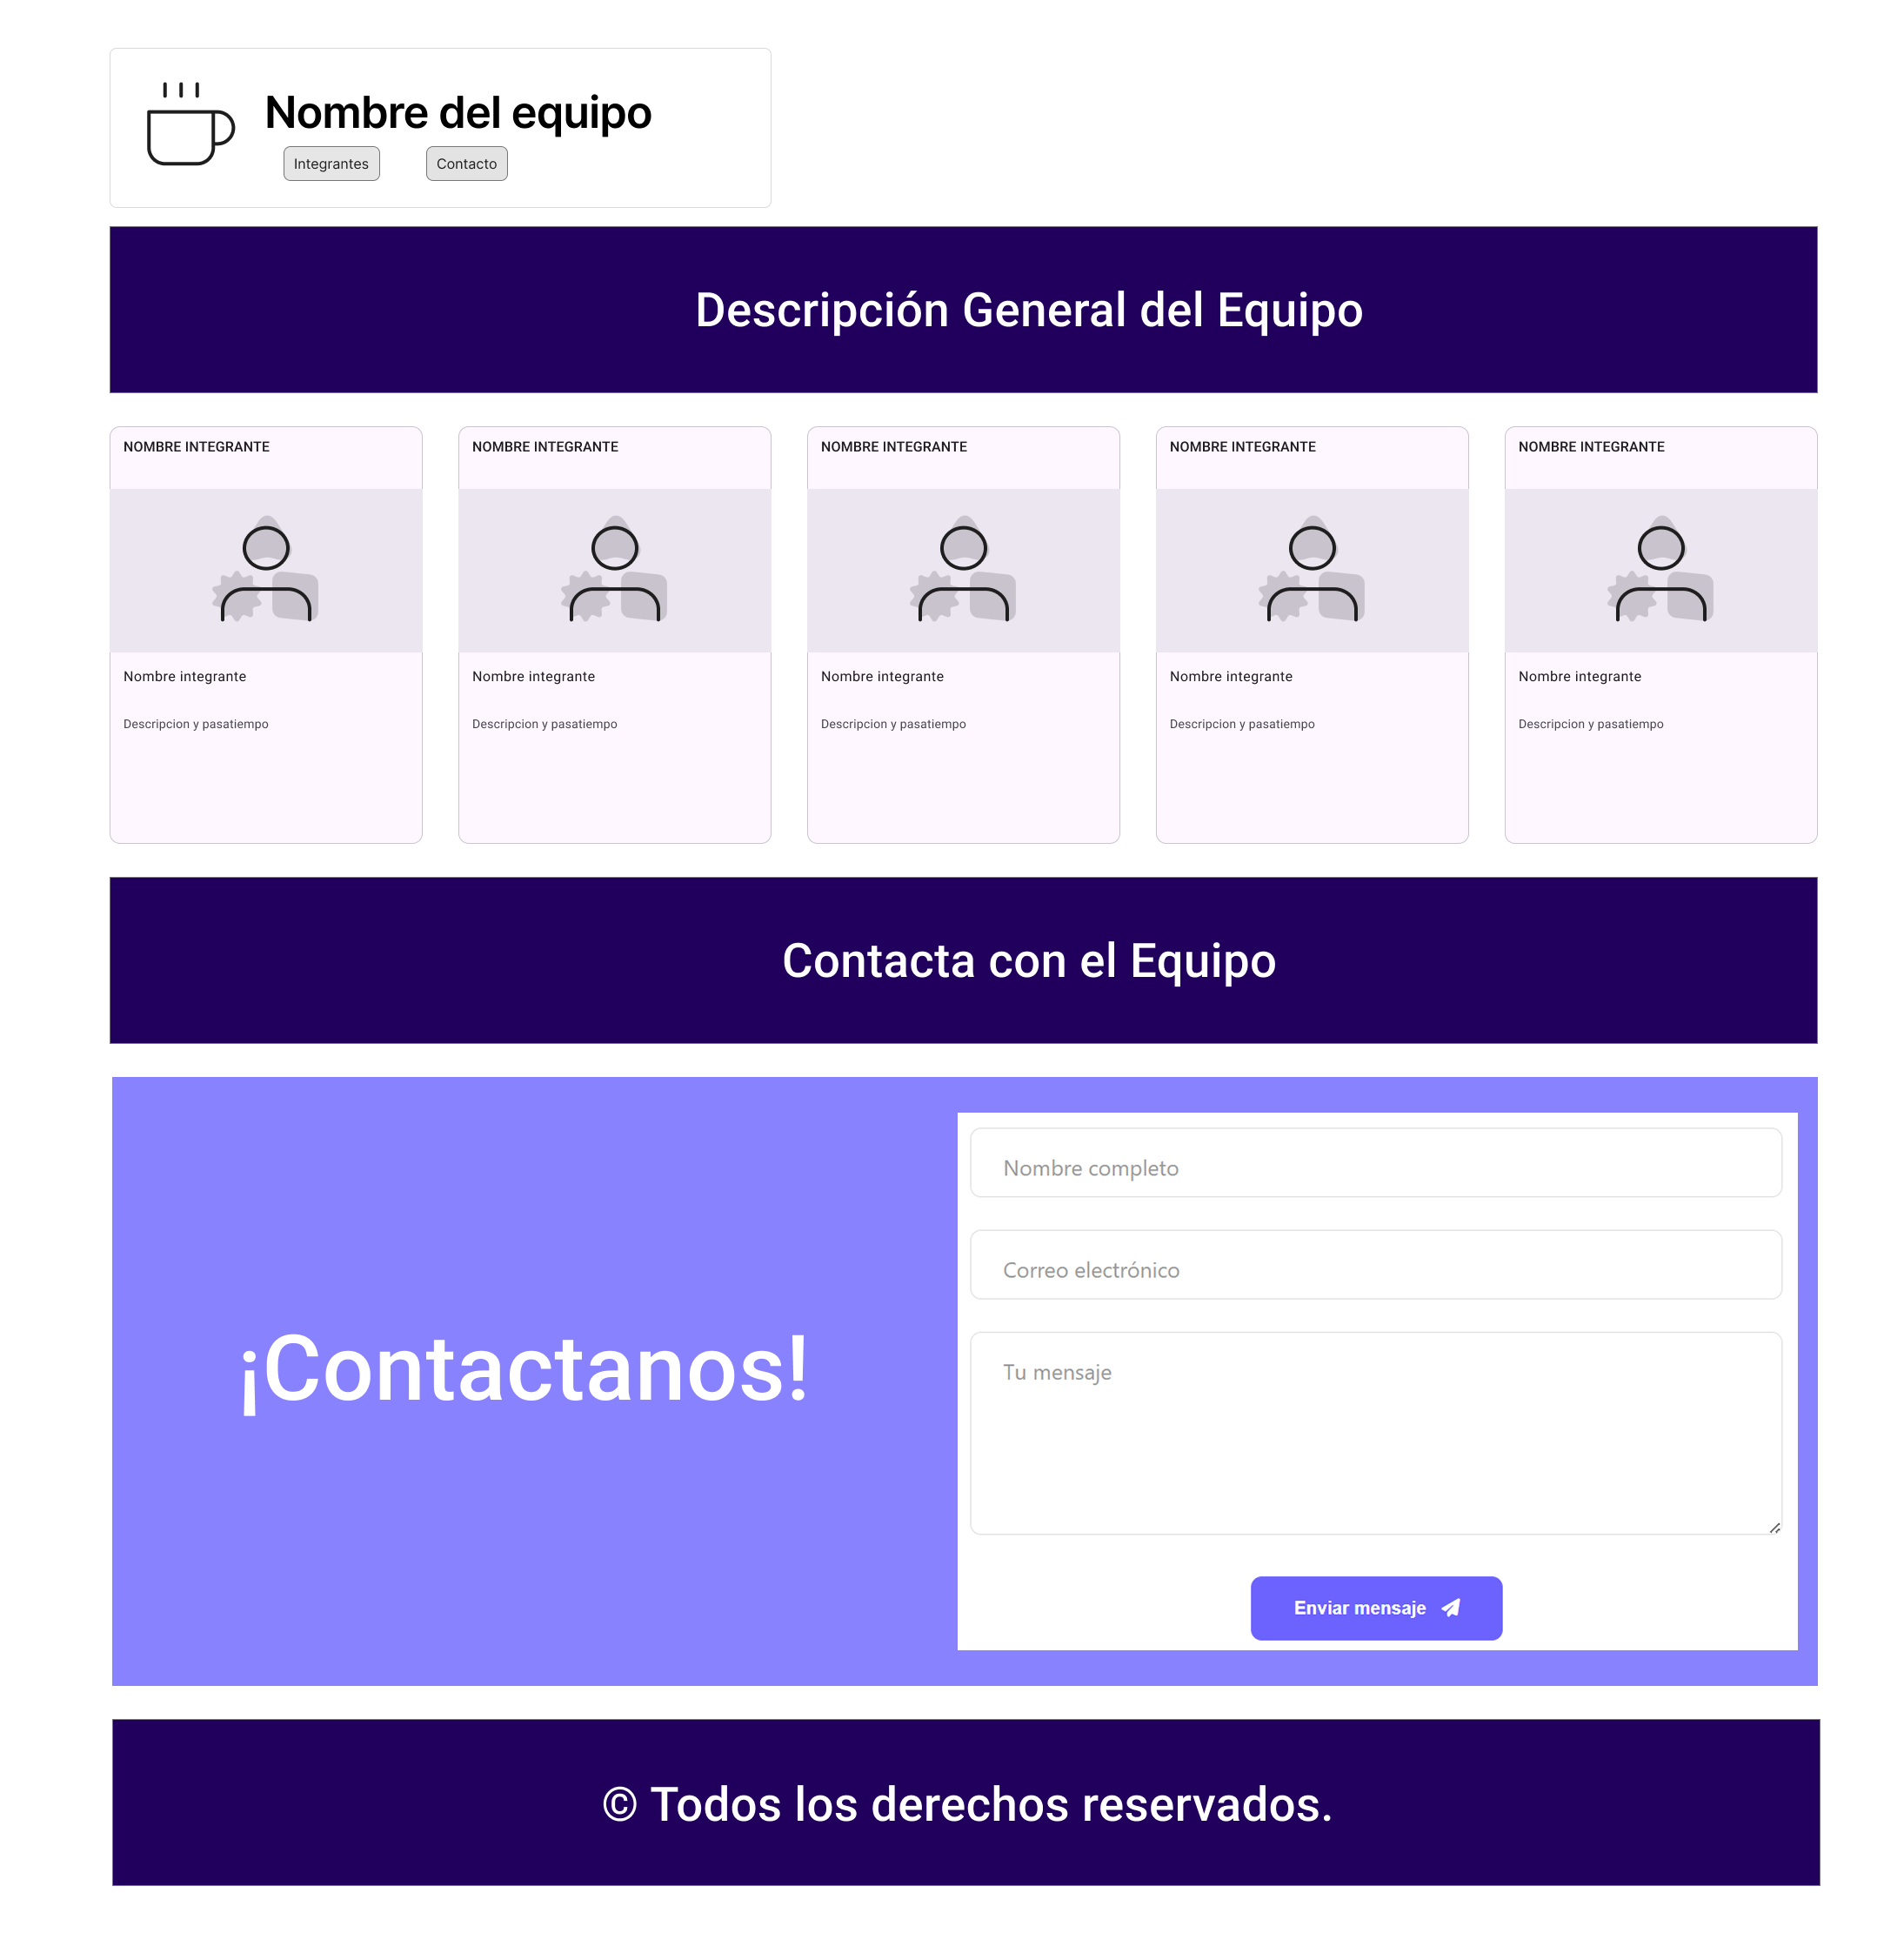 Nombre del equipo
Integrantes Contacto
Descripción General del Equipo
NOMBRE INTEGRANTE NOMBRE INTEGRANTE NOMBRE INTEGRANTE NOMBRE INTEGRANTE NOMBRE INTEGRANTE
Nombre integrante Nombre integrante Nombre integrante Nombre integrante Nombre integrante
Descripcion y pasatiempo Descripcion y pasatiempo Descripcion y pasatiempo Descripcion y pasatiempo Descripcion y pasatiempo
Contacta con el Equipo
¡Contactanos!
Nombre completo
Correo electrónico
Tu mensaje
Enviar mensaje
© Todos los derechos reservados.